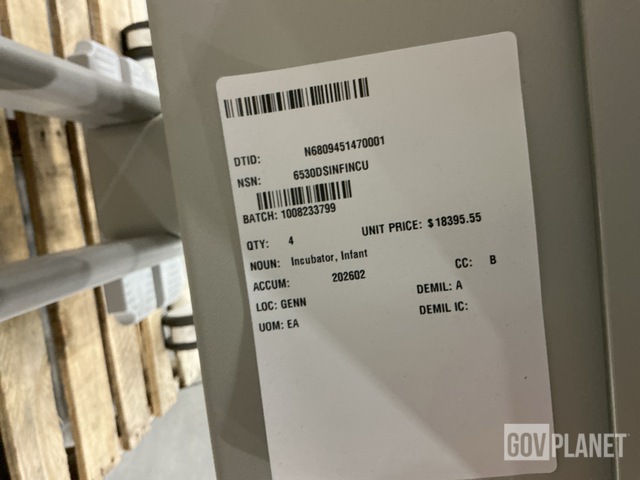 DTID: N6809451470001
NSN: 6530DSINFINCU
BATCH: 1008233799
QTY: 4 UNIT PRICE: $18395.55
NOUN: Incubator, Infant
ACCUM: 202602 CC: B
LOC: GENN DEMIL: A
UOM: EA DEMIL IC:
GOVPLANET